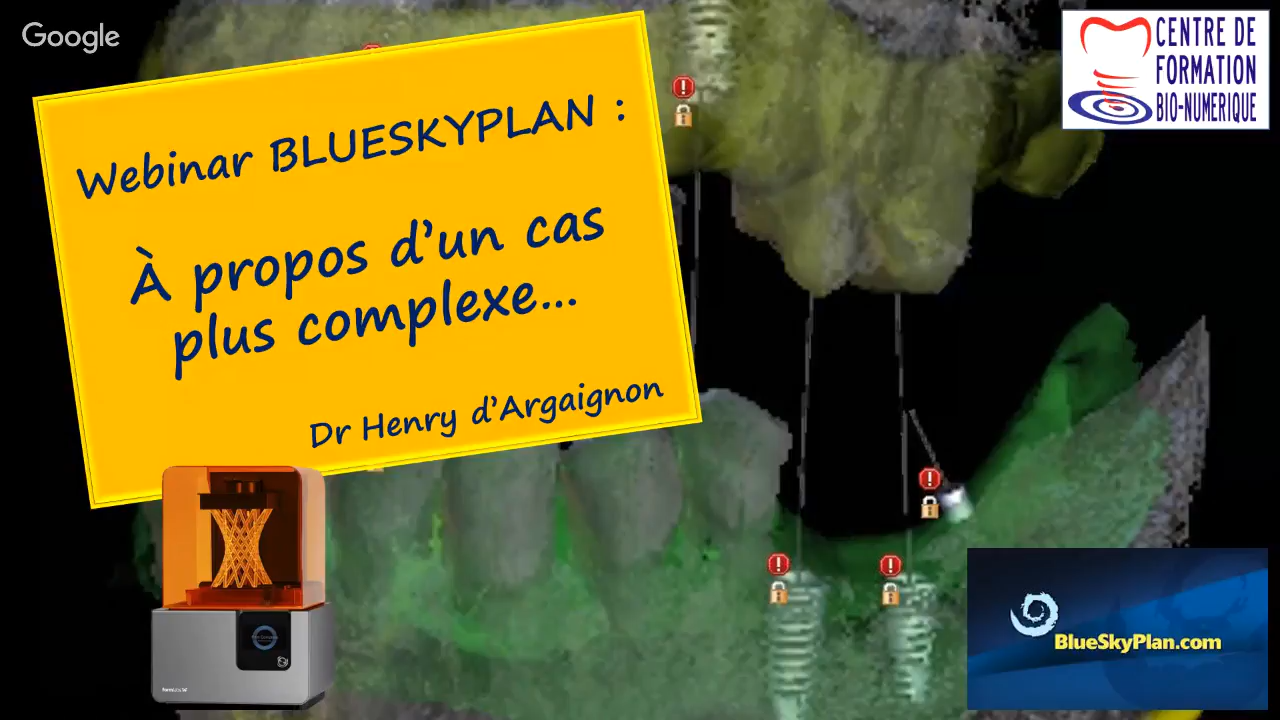 Google
Webinar BLUESKYPLAN :
À propos d'un cas
plus complexe...
Dr Henry d'Argaignon
CENTRE DE
FORMATION
BIO-NUMERIQUE
BlueSkyPlan.com